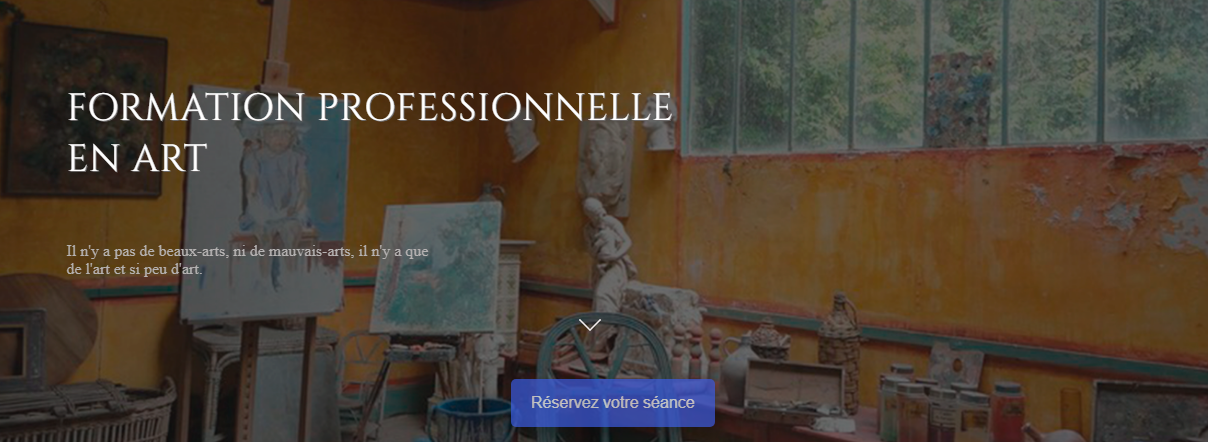 FORMATION PROFESSIONNELLE
EN ART
Il n'y a pas de beaux-arts, ni de mauvais-arts, il n'y a que
de l'art et si peu d'art.
Réservez votre séance